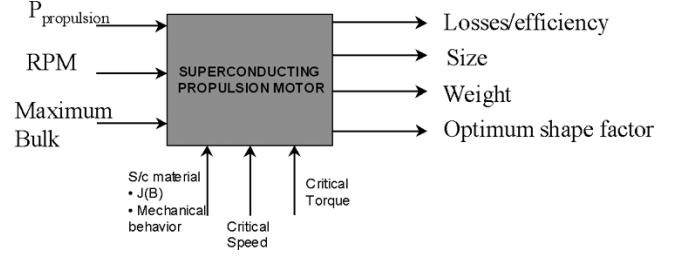 P propulsion
RPM
Maximum
Bulk
SUPERCONDUCTING
PROPULSION MOTOR
Losses/efficiency
Size
Weight
Optimum shape factor
S/c material
• J(B)
• Mechanical
behavior
Critical
Speed
Critical
Torque